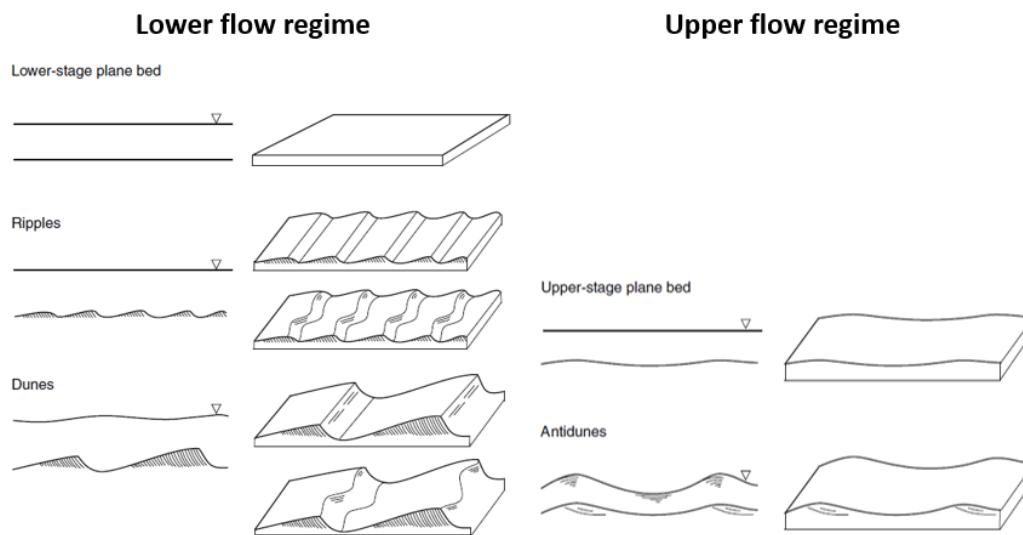 Lower flow regime
Upper flow regime
Lower-stage plane bed
Ripples
Upper-stage plane bed
Dunes
Antidunes